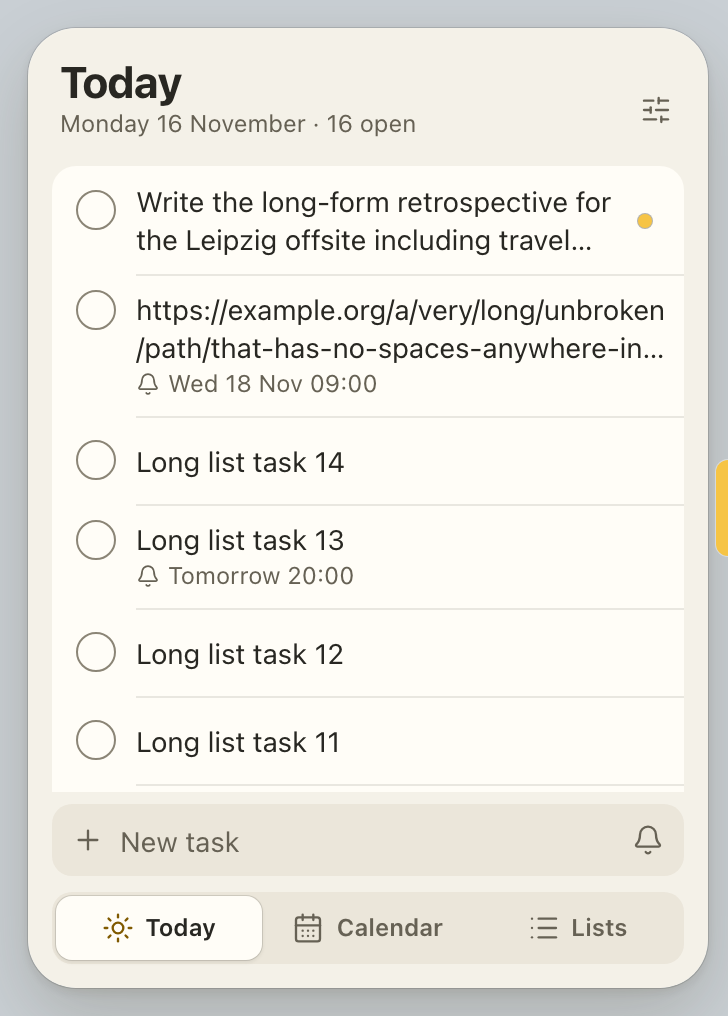 Today
Monday 16 November · 16 open
Write the long-form retrospective for
the Leipzig offsite including travel...
https://example.org/a/very/long/unbroken
/path/that-has-no-spaces-anywhere-in...
Wed 18 Nov 09:00
Long list task 14
Long list task 13
Tomorrow 20:00
Long list task 12
Long list task 11
New task
Today
Calendar
Lists